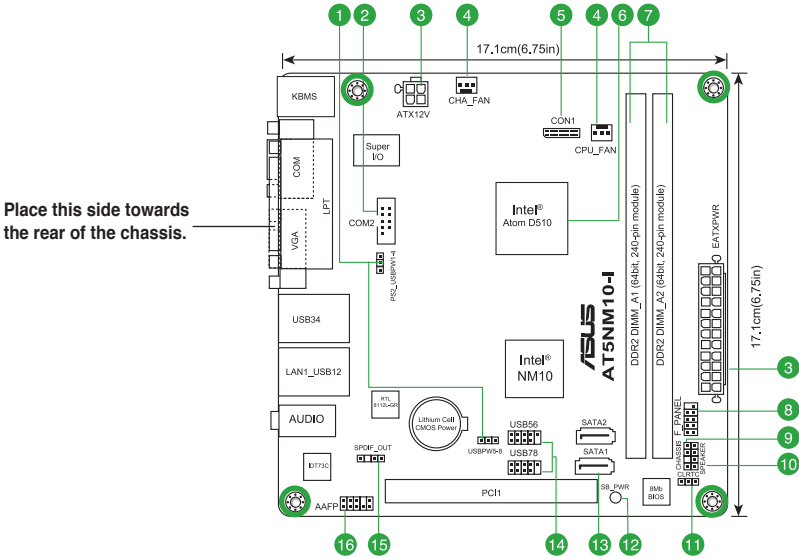 1
2
3
4
5
4
6
7
17.1cm(6.75in)
KBMS
ATX12V
CHA_FAN
CON1
CPU_FAN
Super
I/O
COM
LPT
VGA
COM2
Place this side towards
the rear of the chassis.
PS2_USBPW1-4
Intel®
Atom D510
DDR2 DIMM_A1 (64bit, 240-pin module)
DDR2 DIMM_A2 (64bit, 240-pin module)
EATXPWR
17.1cm(6.75in)
USB34
ASUS
AT5NM10-I
Intel®
NM10
LAN1_USB12
3
RTL
8112L-GR
AUDIO
Lithium Cell
CMOS Power
USB56
SATA2
F_PANEL
8
USBPW5-8
9
SPDIF_OUT
USB78
SATA1
CHASSIS
SPEAKER
10
IDT73C
CLRTC
PCI1
SB_PWR
8Mb
BIOS
AAFP
16
15
14
13
12
11